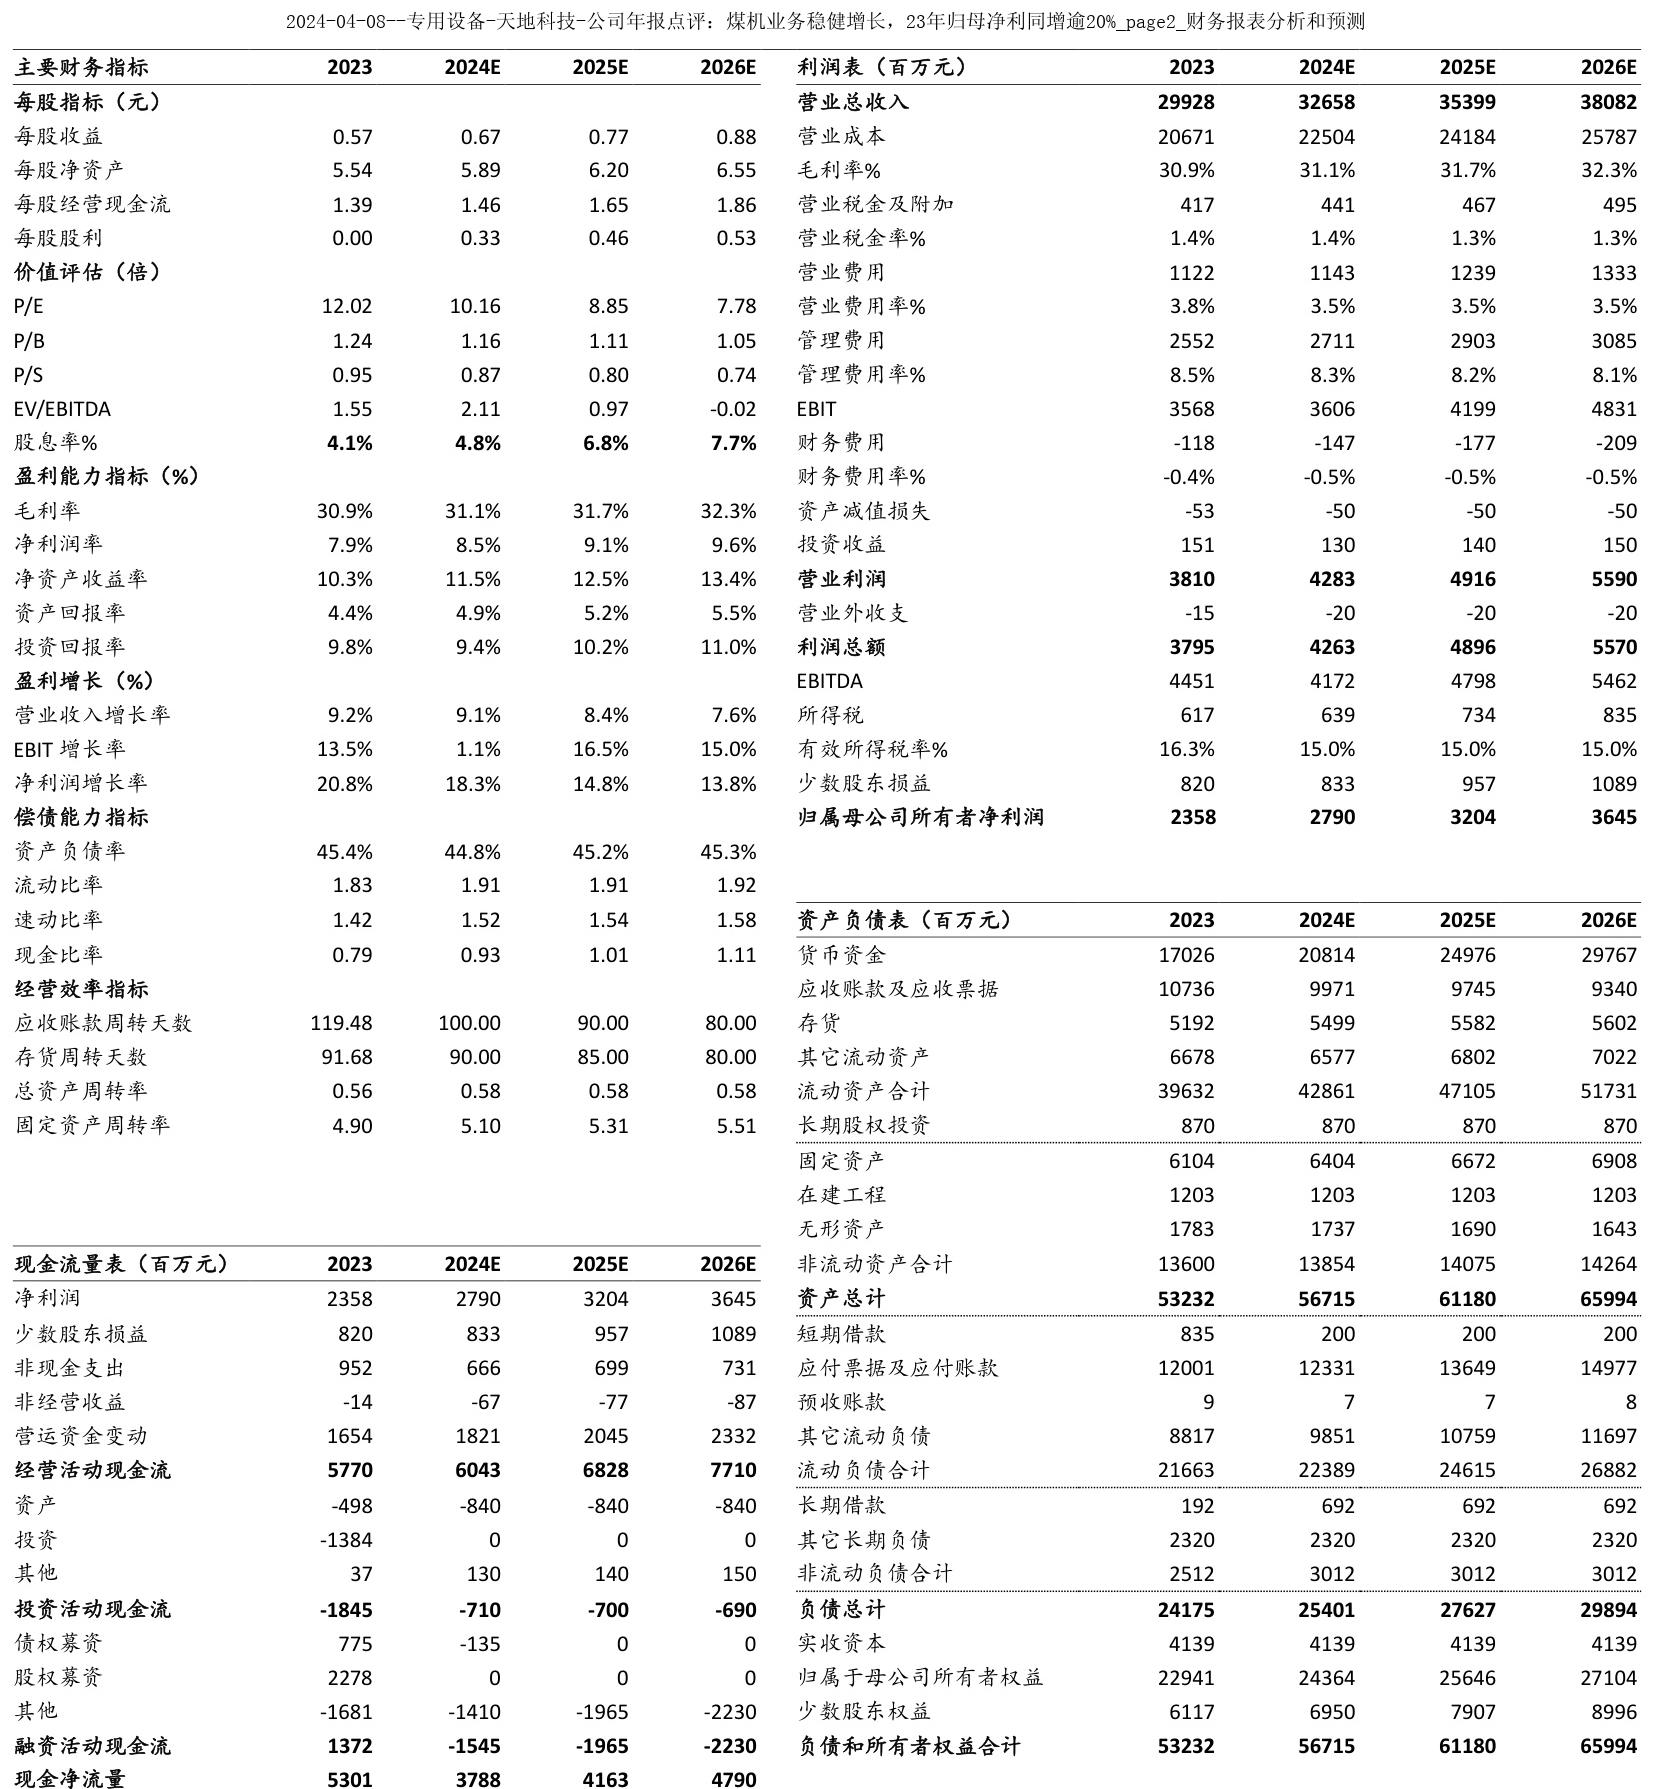 2024-04-08--专用设备-天地科技-公司年报点评：煤机业务稳健增长，23年归母净利同增逾20%_page2_财务报表分析和预测
主要财务指标 2023 2024E 2025E 2026E
每股指标（元）
每股收益 0.57 0.67 0.77 0.88
每股净资产 5.54 5.89 6.20 6.55
每股经营现金流 1.39 1.46 1.65 1.86
每股股利 0.00 0.33 0.46 0.53
价值评估（倍）
P/E 12.02 10.16 8.85 7.78
P/B 1.24 1.16 1.11 1.05
P/S 0.95 0.87 0.80 0.74
EV/EBITDA 1.55 2.11 0.97 -0.02
股息率% 4.1% 4.8% 6.8% 7.7%
盈利能力指标（%）
毛利率 30.9% 31.1% 31.7% 32.3%
净利润率 7.9% 8.5% 9.1% 9.6%
净资产收益率 10.3% 11.5% 12.5% 13.4%
资产回报率 4.4% 4.9% 5.2% 5.5%
投资回报率 9.8% 9.4% 10.2% 11.0%
盈利增长（%）
营业收入增长率 9.2% 9.1% 8.4% 7.6%
EBIT 增长率 13.5% 1.1% 16.5% 15.0%
净利润增长率 20.8% 18.3% 14.8% 13.8%
偿债能力指标
资产负债率 45.4% 44.8% 45.2% 45.3%
流动比率 1.83 1.91 1.91 1.92
速动比率 1.42 1.52 1.54 1.58
现金比率 0.79 0.93 1.01 1.11
经营效率指标
应收账款周转天数 119.48 100.00 90.00 80.00
存货周转天数 91.68 90.00 85.00 80.00
总资产周转率 0.56 0.58 0.58 0.58
固定资产周转率 4.90 5.10 5.31 5.51
现金流量表（百万元） 2023 2024E 2025E 2026E
净利润 2358 2790 3204 3645
少数股东损益 820 833 957 1089
非现金支出 952 666 699 731
非经营收益 -14 -67 -77 -87
营运资金变动 1654 1821 2045 2332
经营活动现金流 5770 6043 6828 7710
资产 -498 -840 -840 -840
投资 -1384 0 0 0
其他 37 130 140 150
投资活动现金流 -1845 -710 -700 -690
债权募资 775 -135 0 0
股权募资 2278 0 0 0
其他 -1681 -1410 -1965 -2230
融资活动现金流 1372 -1545 -1965 -2230
现金净流量 5301 3788 4163 4790
利润表（百万元） 2023 2024E 2025E 2026E
营业总收入 29928 32658 35399 38082
营业成本 20671 22504 24184 25787
毛利率% 30.9% 31.1% 31.7% 32.3%
营业税金及附加 417 441 467 495
营业税金率% 1.4% 1.4% 1.3% 1.3%
营业费用 1122 1143 1239 1333
营业费用率% 3.8% 3.5% 3.5% 3.5%
管理费用 2552 2711 2903 3085
管理费用率% 8.5% 8.3% 8.2% 8.1%
EBIT 3568 3606 4199 4831
财务费用 -118 -147 -177 -209
财务费用率% -0.4% -0.5% -0.5% -0.5%
资产减值损失 -53 -50 -50 -50
投资收益 151 130 140 150
营业利润 3810 4283 4916 5590
营业外收支 -15 -20 -20 -20
利润总额 3795 4263 4896 5570
EBITDA 4451 4172 4798 5462
所得税 617 639 734 835
有效所得税率% 16.3% 15.0% 15.0% 15.0%
少数股东损益 820 833 957 1089
归属母公司所有者净利润 2358 2790 3204 3645
资产负债表（百万元） 2023 2024E 2025E 2026E
货币资金 17026 20814 24976 29767
应收账款及应收票据 10736 9971 9745 9340
存货 5192 5499 5582 5602
其它流动资产 6678 6577 6802 7022
流动资产合计 39632 42861 47105 51731
长期股权投资 870 870 870 870
固定资产 6104 6404 6672 6908
在建工程 1203 1203 1203 1203
无形资产 1783 1737 1690 1643
非流动资产合计 13600 13854 14075 14264
资产总计 53232 56715 61180 65994
短期借款 835 200 200 200
应付票据及应付账款 12001 12331 13649 14977
预收账款 9 7 7 8
其它流动负债 8817 9851 10759 11697
流动负债合计 21663 22389 24615 26882
长期借款 192 692 692 692
其它长期负债 2320 2320 2320 2320
非流动负债合计 2512 3012 3012 3012
负债总计 24175 25401 27627 29894
实收资本 4139 4139 4139 4139
归属于母公司所有者权益 22941 24364 25646 27104
少数股东权益 6117 6950 7907 8996
负债和所有者权益合计 53232 56715 61180 65994